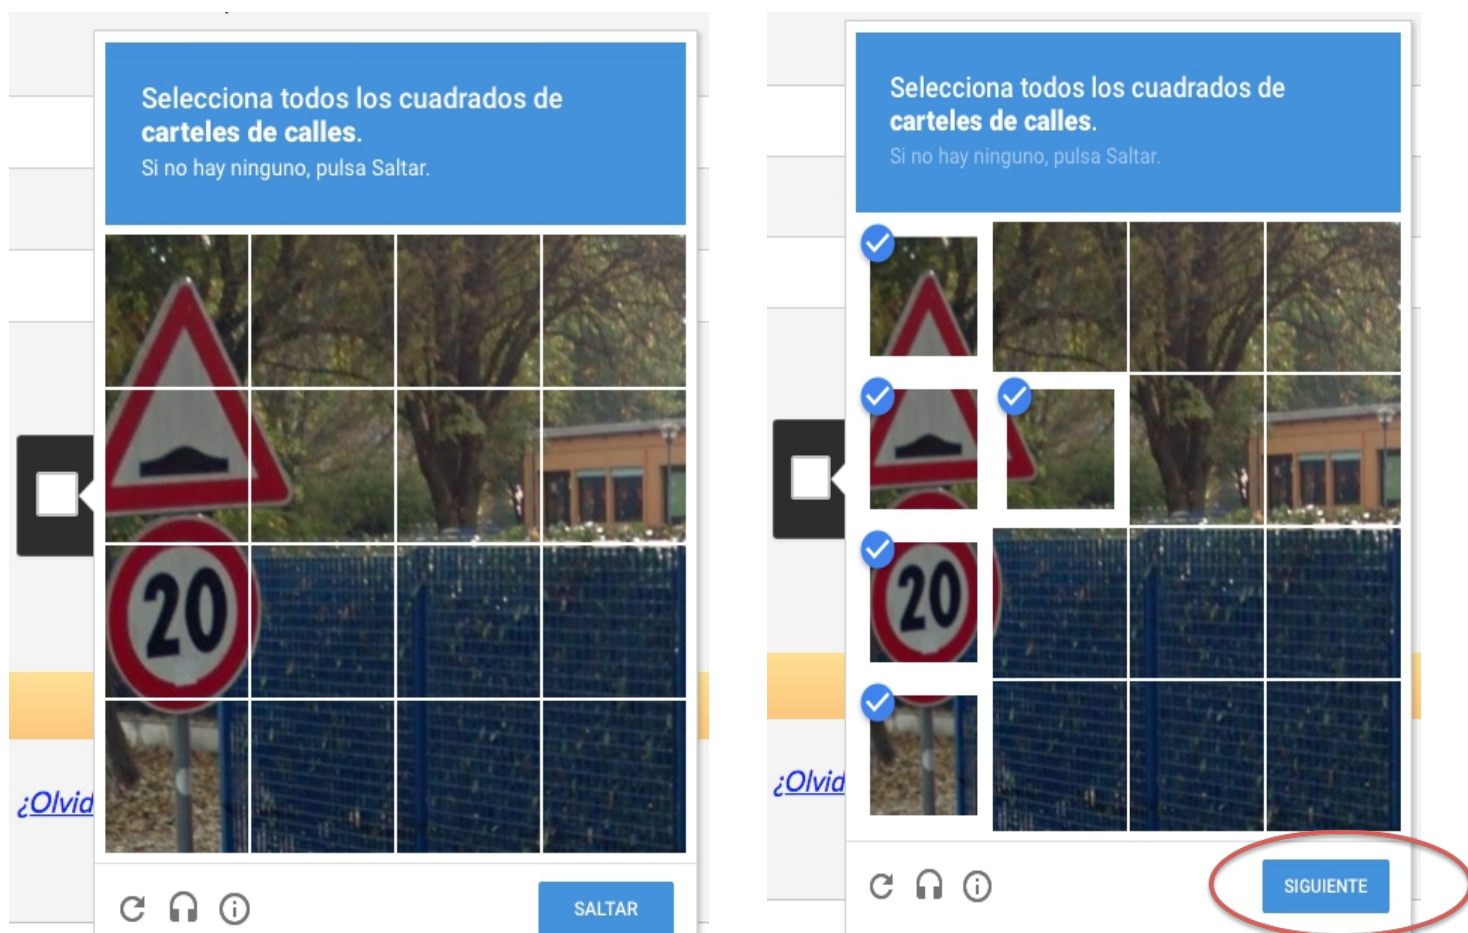 Selecciona todos los cuadrados de
carteles de calles.
Si no hay ninguno, pulsa Saltar.
20
¿Olvid
SALTAR
Selecciona todos los cuadrados de
carteles de calles.
Si no hay ninguno, pulsa Saltar.
20
¿Olvid
SIGUIENTE